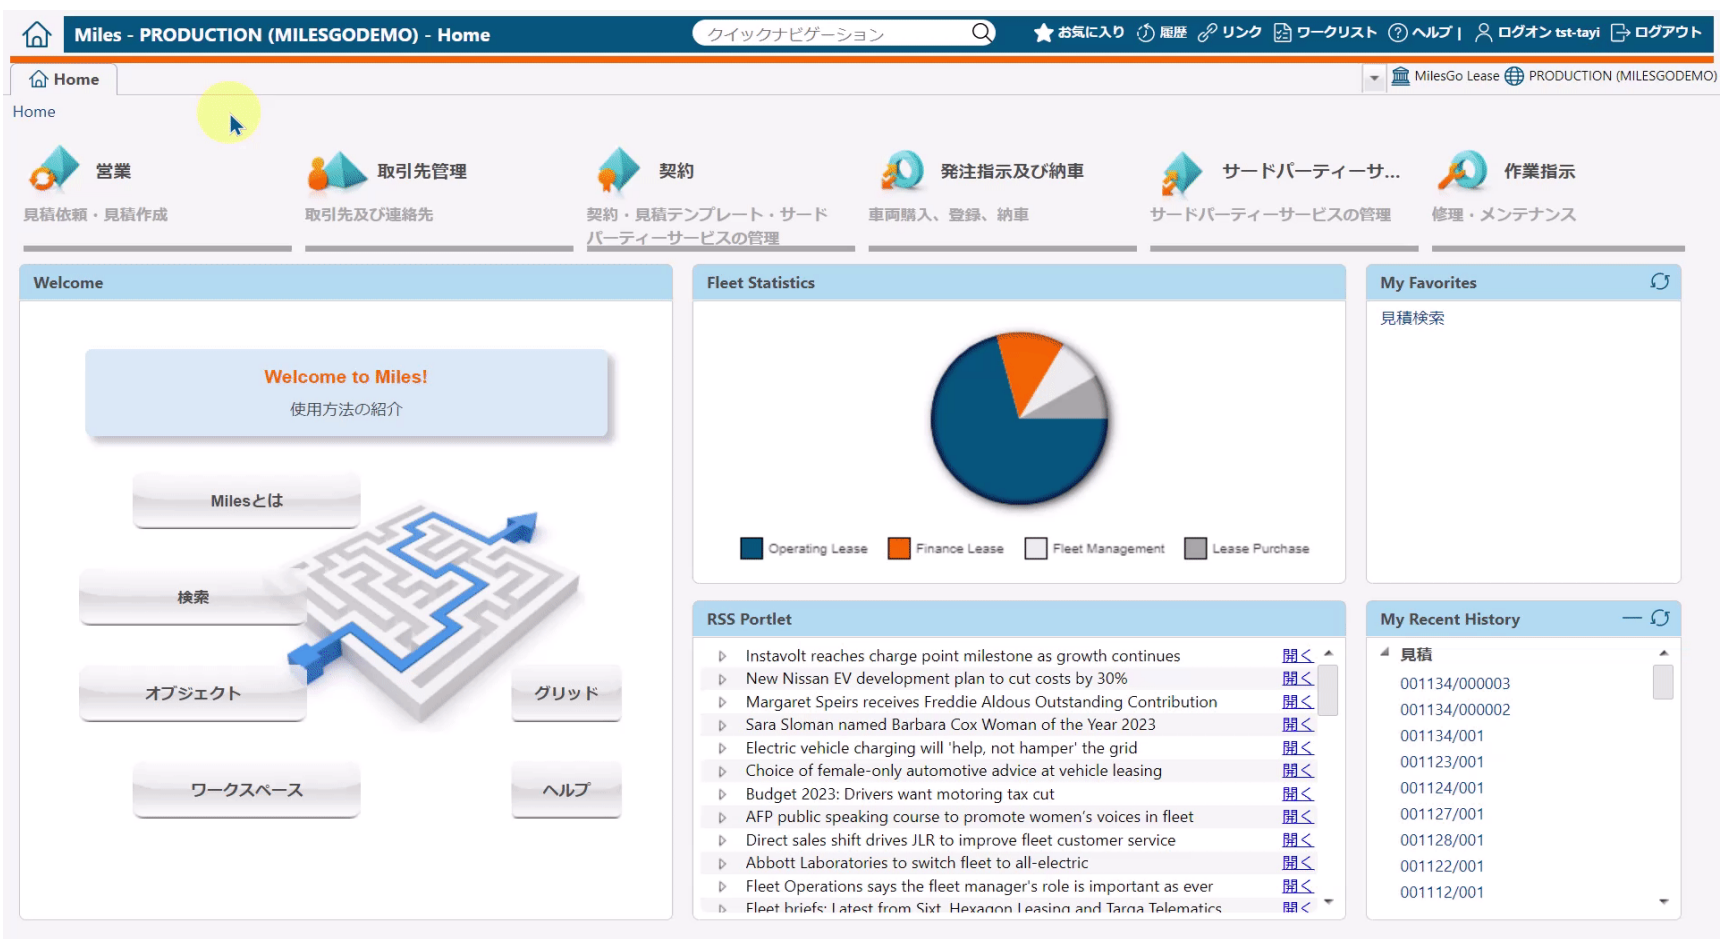 Miles - PRODUCTION (MILESGODEMO) - Home
クイックナビゲーション
お気に入り 履歴 リンク ワークリスト ヘルプ | ログオン tst-tayi ログアウト
Home
MilesGo Lease PRODUCTION (MILESGODEMO)
Home
営業
見積依頼・見積作成
取引先管理
取引先及び連絡先
契約
契約・見積テンプレート・サード
パーティーサービスの管理
発注指示及び納車
車両購入、登録、納車
サードパーティーサ...
サードパーティーサービスの管理
作業指示
修理・メンテナンス
Welcome
Welcome to Miles!
使用方法の紹介
Milesとは
検索
オブジェクト
グリッド
ワークスペース
ヘルプ
Fleet Statistics
Operating Lease
Finance Lease
Fleet Management
Lease Purchase
My Favorites
見積検索
RSS Portlet
Instavolt reaches charge point milestone as growth continues 開く
New Nissan EV development plan to cut costs by 30% 開く
Margaret Speirs receives Freddie Aldous Outstanding Contribution 開く
Sara Sloman named Barbara Cox Woman of the Year 2023 開く
Electric vehicle charging will 'help, not hamper' the grid 開く
Choice of female-only automotive advice at vehicle leasing 開く
Budget 2023: Drivers want motoring tax cut 開く
AFP public speaking course to promote women's voices in fleet 開く
Direct sales shift drives JLR to improve fleet customer service 開く
Abbott Laboratories to switch fleet to all-electric 開く
Fleet Operations says the fleet manager's role is important as ever 開く
Fleet briefs: Latest from Sixt, Hexagon Leasing and Targa Telematics 開く
My Recent History
見積
001134/000003
001134/000002
001134/001
001123/001
001124/001
001127/001
001128/001
001122/001
001112/001